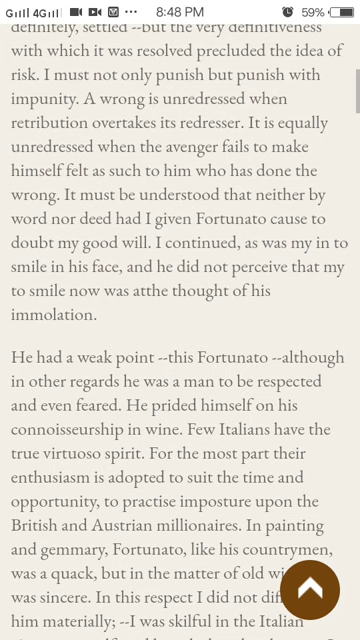 Gıııl 4Gıııl ••• 8:48 PM 59%
definitely, settled --but the very definitiveness
with which it was resolved precluded the idea of
risk. I must not only punish but punish with
impunity. A wrong is unredressed when
retribution overtakes its redresser. It is equally
unredressed when the avenger fails to make
himself felt as such to him who has done the
wrong. It must be understood that neither by
word nor deed had I given Fortunato cause to
doubt my good will. I continued, as was my in to
smile in his face, and he did not perceive that my
to smile now was atthe thought of his
immolation.
He had a weak point --this Fortunato --although
in other regards he was a man to be respected
and even feared. He prided himself on his
connoisseurship in wine. Few Italians have the
true virtuoso spirit. For the most part their
enthusiasm is adopted to suit the time and
opportunity, to practise imposture upon the
British and Austrian millionaires. In painting
and gemmary, Fortunato, like his countrymen,
was a quack, but in the matter of old
was sincere. In this respect I did not
him materially; --I was skilful in the Italian